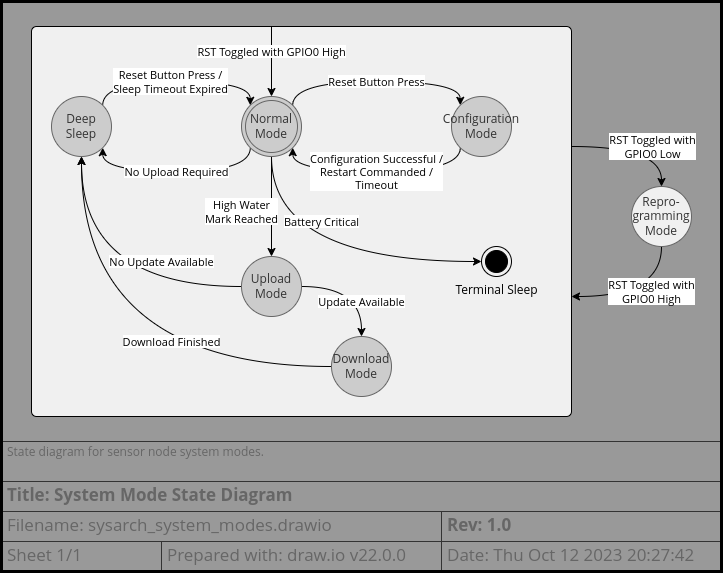 RST Toggled with GPIO0 High
Reset Button Press /
Sleep Timeout Expired
Reset Button Press
Deep
Sleep
Normal
Mode
Configuration
Mode
RST Toggled with
GPIO0 Low
No Upload Required
Configuration Successful /
Restart Commanded /
Timeout
Repro-
gramming
Mode
High Water
Mark Reached
Battery Critical
No Update Available
Upload
Mode
Terminal Sleep
RST Toggled with
GPIO0 High
Update Available
Download Finished
Download
Mode
State diagram for sensor node system modes.
Title: System Mode State Diagram
Filename: sysarch_system_modes.drawio
Rev: 1.0
Sheet 1/1
Prepared with: draw.io v22.0.0
Date: Thu Oct 12 2023 20:27:42